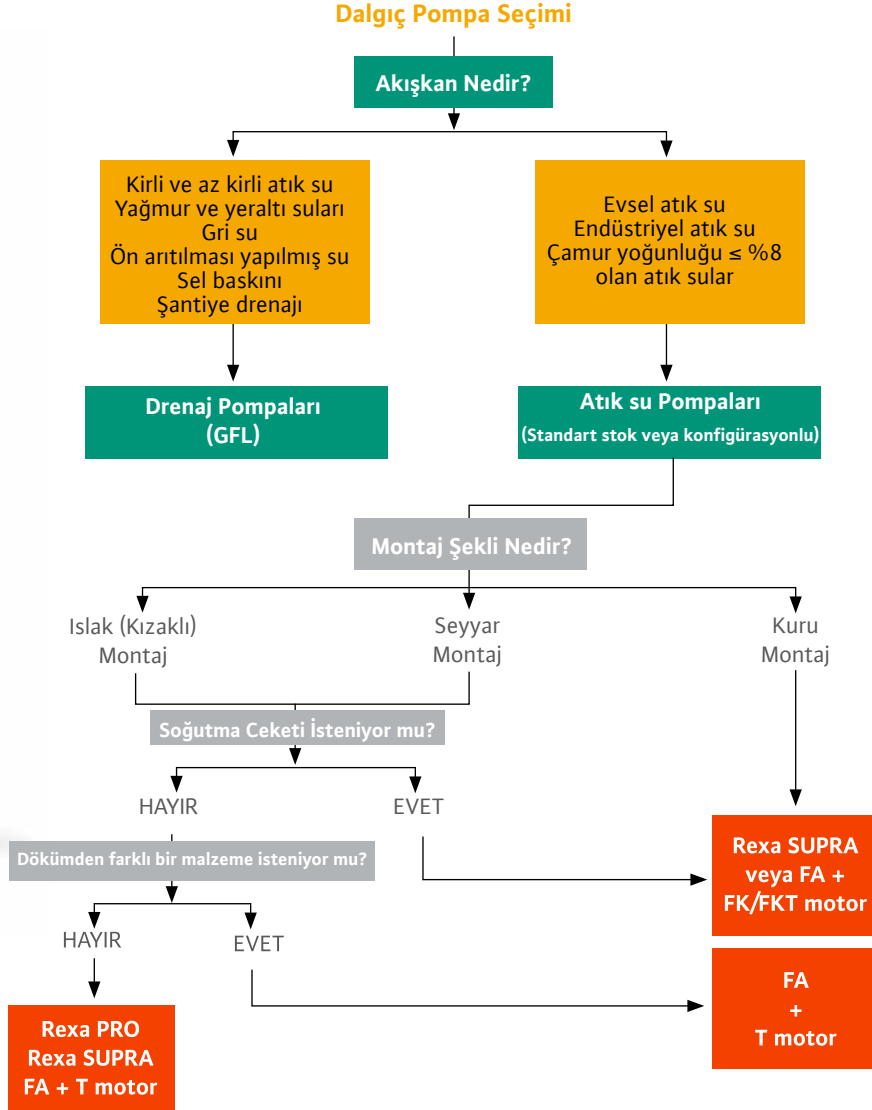 Dalgıç Pompa Seçimi
Akışkan Nedir?
Kirli ve az kirli atık su
Yağmur ve yeraltı suları
Gri su
Ön arıtılması yapılmış su
Sel baskını
Şantiye drenajı
Evsel atık su
Endüstriyel atık su
Çamur yoğunluğu ≤ %8
olan atık sular
Drenaj Pompaları
(GFL)
Atık su Pompaları
(Standart stok veya konfigürasyonlu)
Montaj Şekli Nedir?
Islak (Kızaklı)
Montaj
Seyyar
Montaj
Kuru
Montaj
Soğutma Ceketi İsteniyor mu?
HAYIR
EVET
Dökümden farklı bir malzeme isteniyor mu?
HAYIR
EVET
Rexa SUPRA
veya FA +
FK/FKT motor
FA
+
T motor
Rexa PRO
Rexa SUPRA
FA + T motor